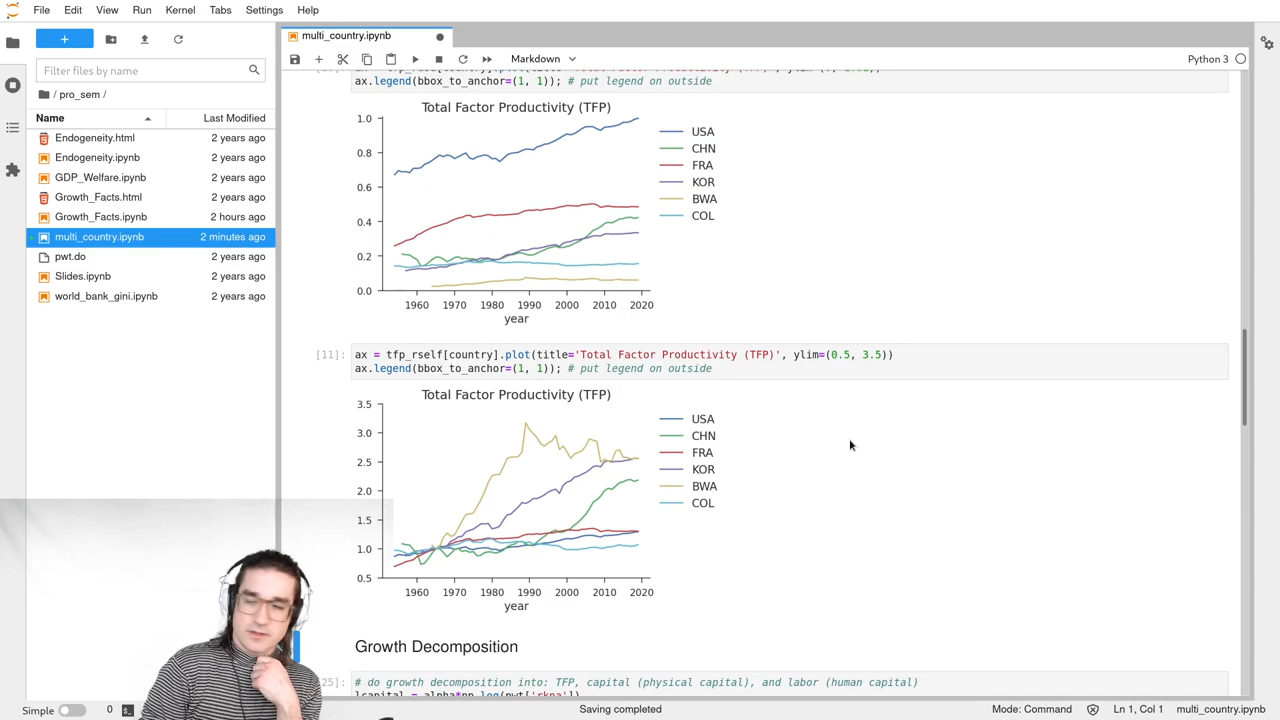 File Edit View Run Kernel Tabs Settings Help
+
Filter files by name
/ pro_sem /
Name Last Modified
Endogeneity.html 2 years ago
Endogeneity.ipynb 2 years ago
GDP_Welfare.ipynb 2 years ago
Growth_Facts.html 2 years ago
Growth_Facts.ipynb 2 hours ago
multi_country.ipynb 2 minutes ago
pwt.do 2 years ago
Slides.ipynb 2 years ago
world_bank_gini.ipynb 2 years ago
multi_country.ipynb
Markdown
Python 3
ax.legend(bbox_to_anchor=(1, 1)); # put legend on outside
Total Factor Productivity (TFP)
1.0
0.8
0.6
0.4
0.2
0.0
1960 1970 1980 1990 2000 2010 2020
year
USA
CHN
FRA
KOR
BWA
COL
[11]: ax = tfp_rself[country].plot(title='Total Factor Productivity (TFP)', ylim=(0.5, 3.5))
ax.legend(bbox_to_anchor=(1, 1)); # put legend on outside
Total Factor Productivity (TFP)
3.5
3.0
2.5
2.0
1.5
1.0
0.5
1960 1970 1980 1990 2000 2010 2020
year
USA
CHN
FRA
KOR
BWA
COL
Growth Decomposition
25]: # do growth decomposition into: TFP, capital (physical capital), and labor (human capital)
lcapital = alpha*np.log(pwt['rkna'])
Simple 0 Saving completed Mode: Command Ln 1, Col 1 multi_country.ipynb